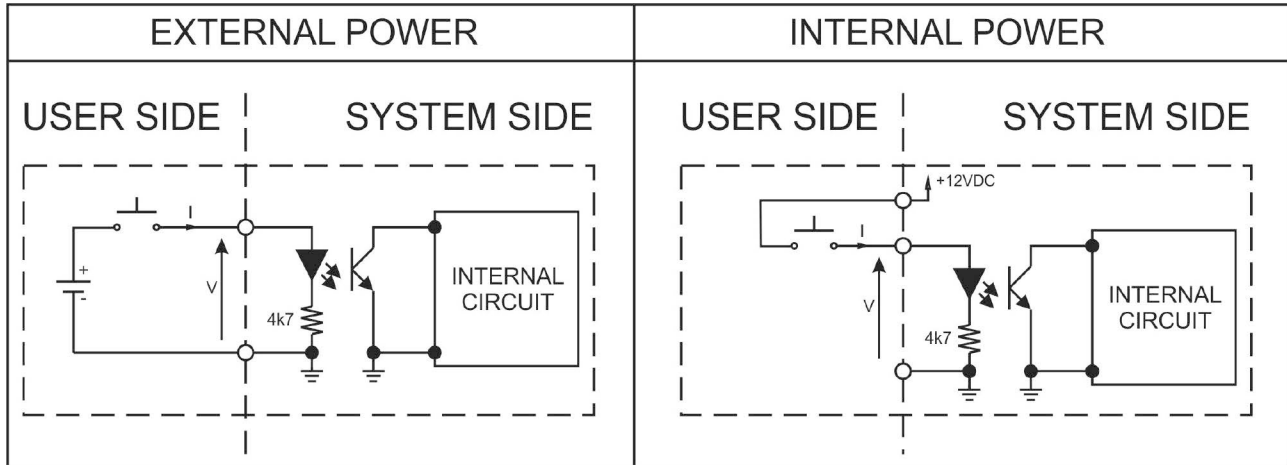 EXTERNAL POWER
USER SIDE
SYSTEM SIDE
I
+
-
V
4k7
INTERNAL
CIRCUIT
INTERNAL POWER
USER SIDE
SYSTEM SIDE
+12VDC
I
V
4k7
INTERNAL
CIRCUIT